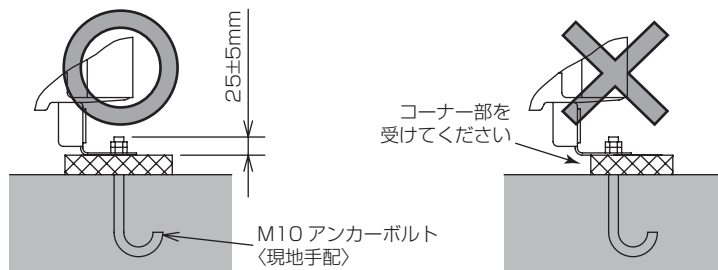 25±5mm
コーナー部を
受けてください
M10 アンカーボルト
〈現地手配〉